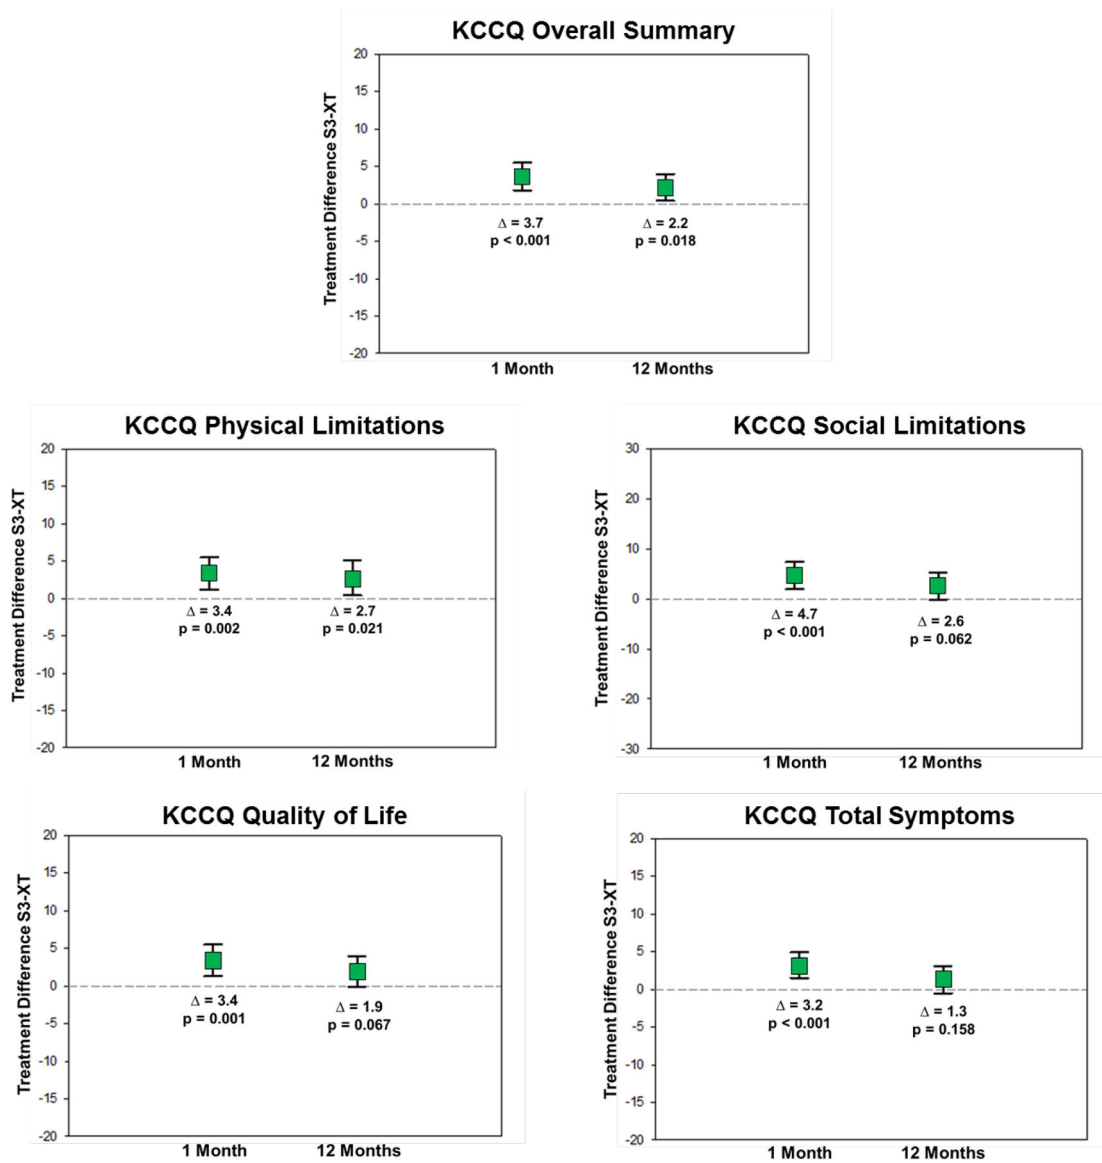 KCCQ Overall Summary
Treatment Difference S3-XT
20
15
10
5
0
-5
-10
-15
-20
Δ = 3.7
p < 0.001
Δ = 2.2
p = 0.018
1 Month
12 Months
KCCQ Physical Limitations
Treatment Difference S3-XT
20
15
10
5
0
-5
-10
-15
-20
Δ = 3.4
p = 0.002
Δ = 2.7
p = 0.021
1 Month
12 Months
KCCQ Social Limitations
Treatment Difference S3-XT
30
20
10
0
-10
-20
-30
Δ = 4.7
p < 0.001
Δ = 2.6
p = 0.062
1 Month
12 Months
KCCQ Quality of Life
Treatment Difference S3-XT
20
15
10
5
0
-5
-10
-15
-20
Δ = 3.4
p = 0.001
Δ = 1.9
p = 0.067
1 Month
12 Months
KCCQ Total Symptoms
Treatment Difference S3-XT
20
15
10
5
0
-5
-10
-15
-20
Δ = 3.2
p < 0.001
Δ = 1.3
p = 0.158
1 Month
12 Months